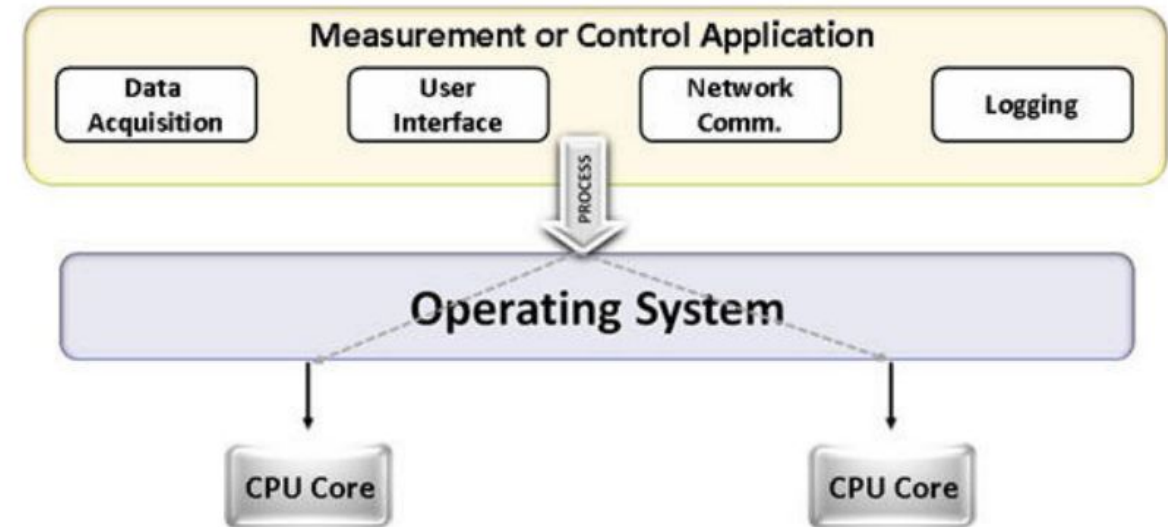 Measurement or Control Application
Data
Acquisition
User
Interface
Network
Comm.
Logging
PROCESS
Operating System
CPU Core
CPU Core